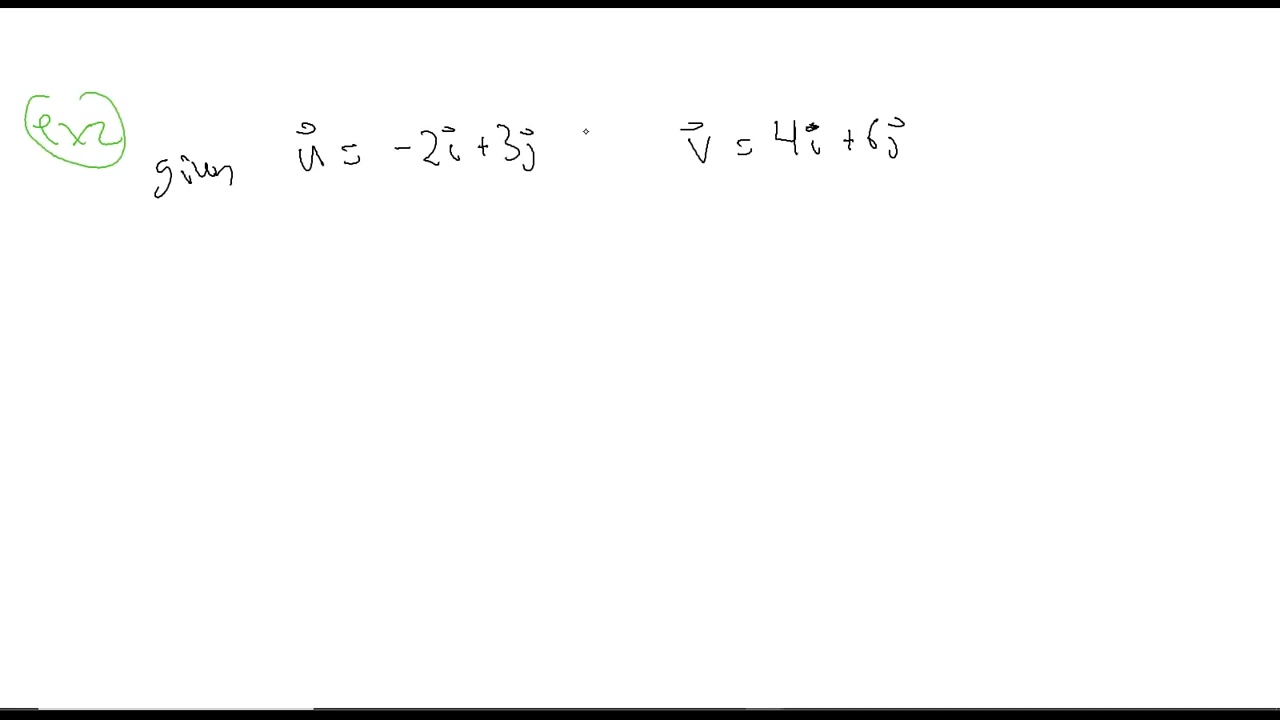 ex2
given u⃗ = -2i⃗ + 3j⃗ v⃗ = 4i⃗ + 6j⃗